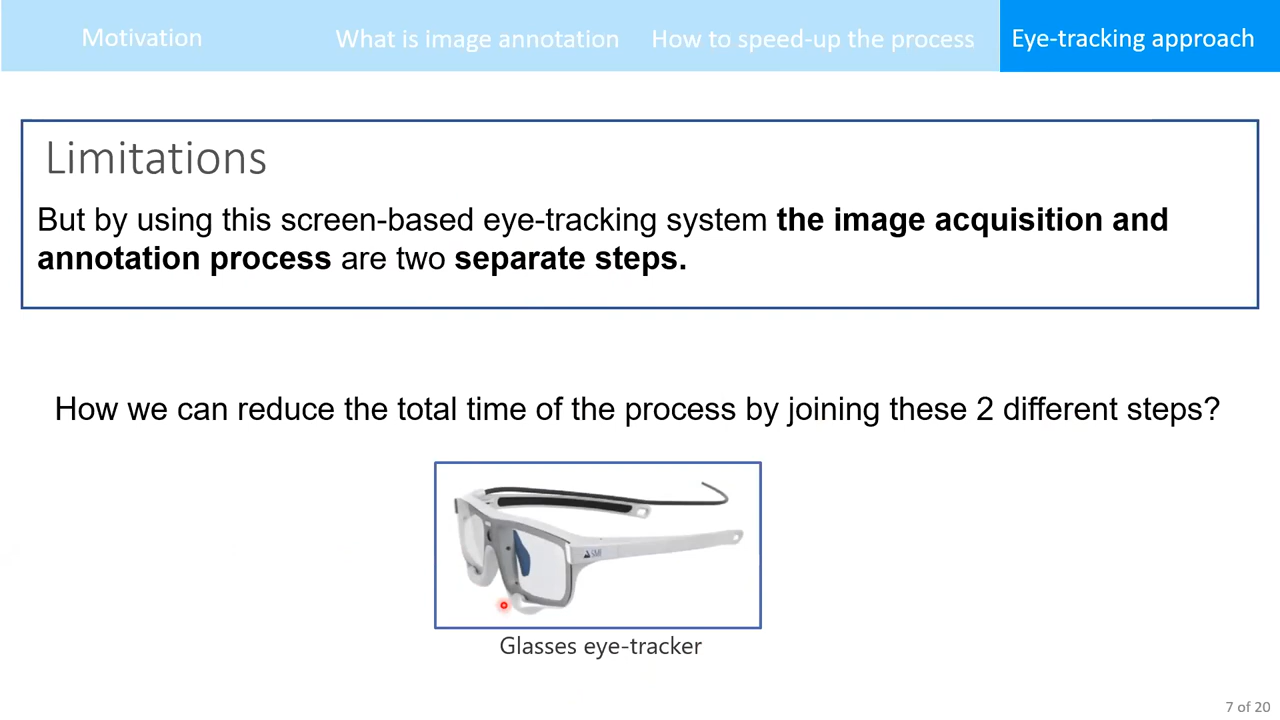 Motivation
What is image annotation
How to speed-up the process
Eye-tracking approach
Limitations
But by using this screen-based eye-tracking system the image acquisition and
annotation process are two separate steps.
How we can reduce the total time of the process by joining these 2 different steps?
SMI
Glasses eye-tracker
7 of 20